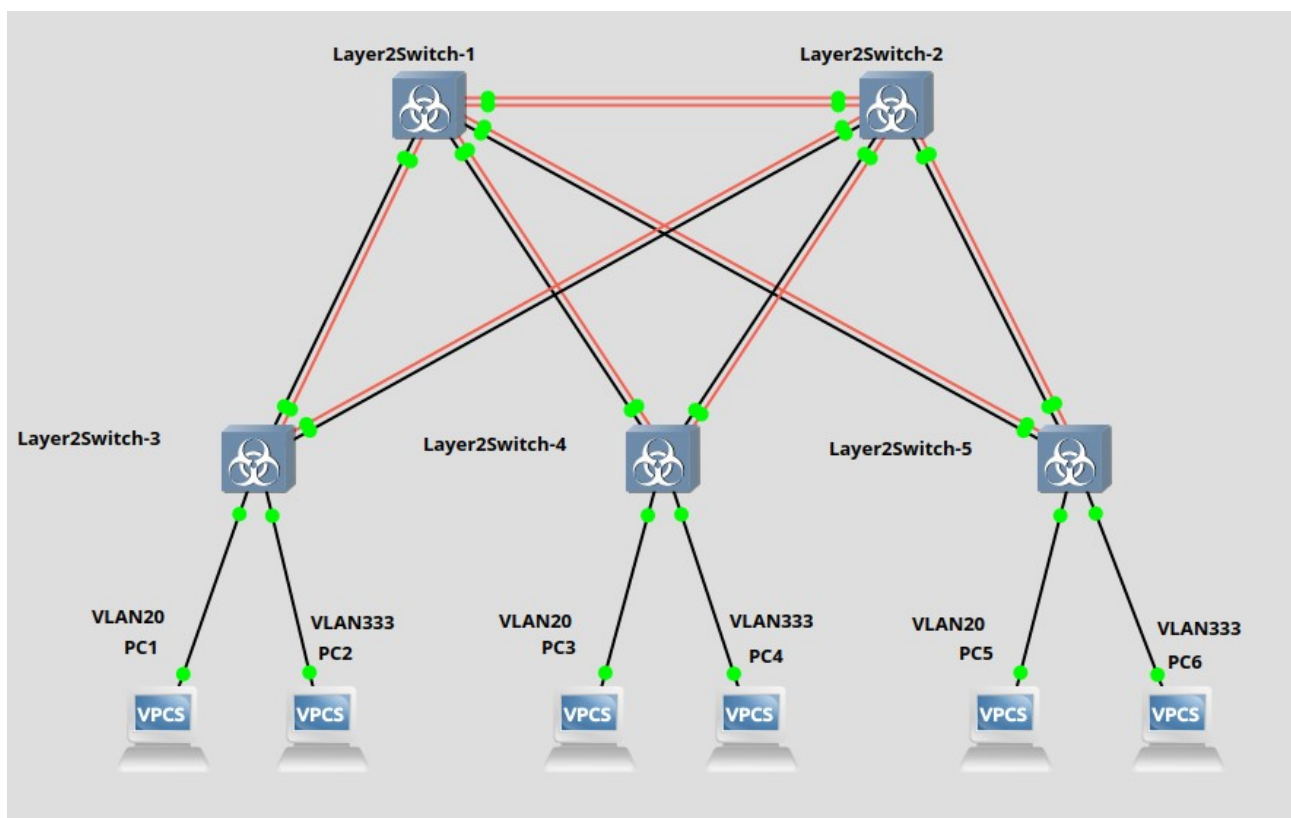 Layer2Switch-1
Layer2Switch-2
Layer2Switch-3
Layer2Switch-4
Layer2Switch-5
VLAN20
PC1
VLAN333
PC2
VLAN20
PC3
VLAN333
PC4
VLAN20
PC5
VLAN333
PC6
VPCS
VPCS
VPCS
VPCS
VPCS
VPCS